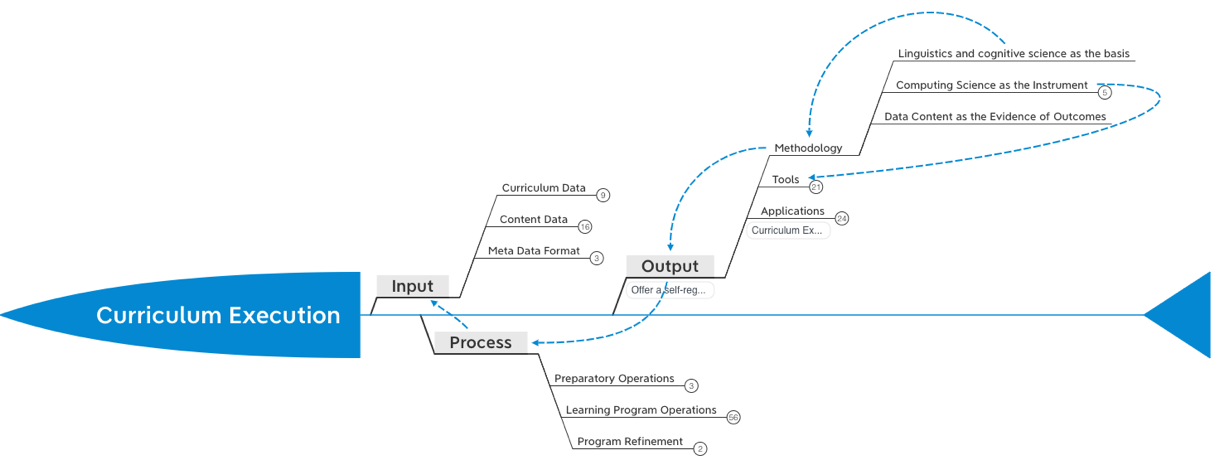 Linguistics and cognitive science as the basis
Computing Science as the Instrument
5
Data Content as the Evidence of Outcomes
Methodology
Tools
21
Applications
24
Curriculum Ex...
Curriculum Data
9
Content Data
16
Meta Data Format
3
Output
Offer a self-reg...
Input
Curriculum Execution
Process
Preparatory Operations
3
Learning Program Operations
56
Program Refinement
2